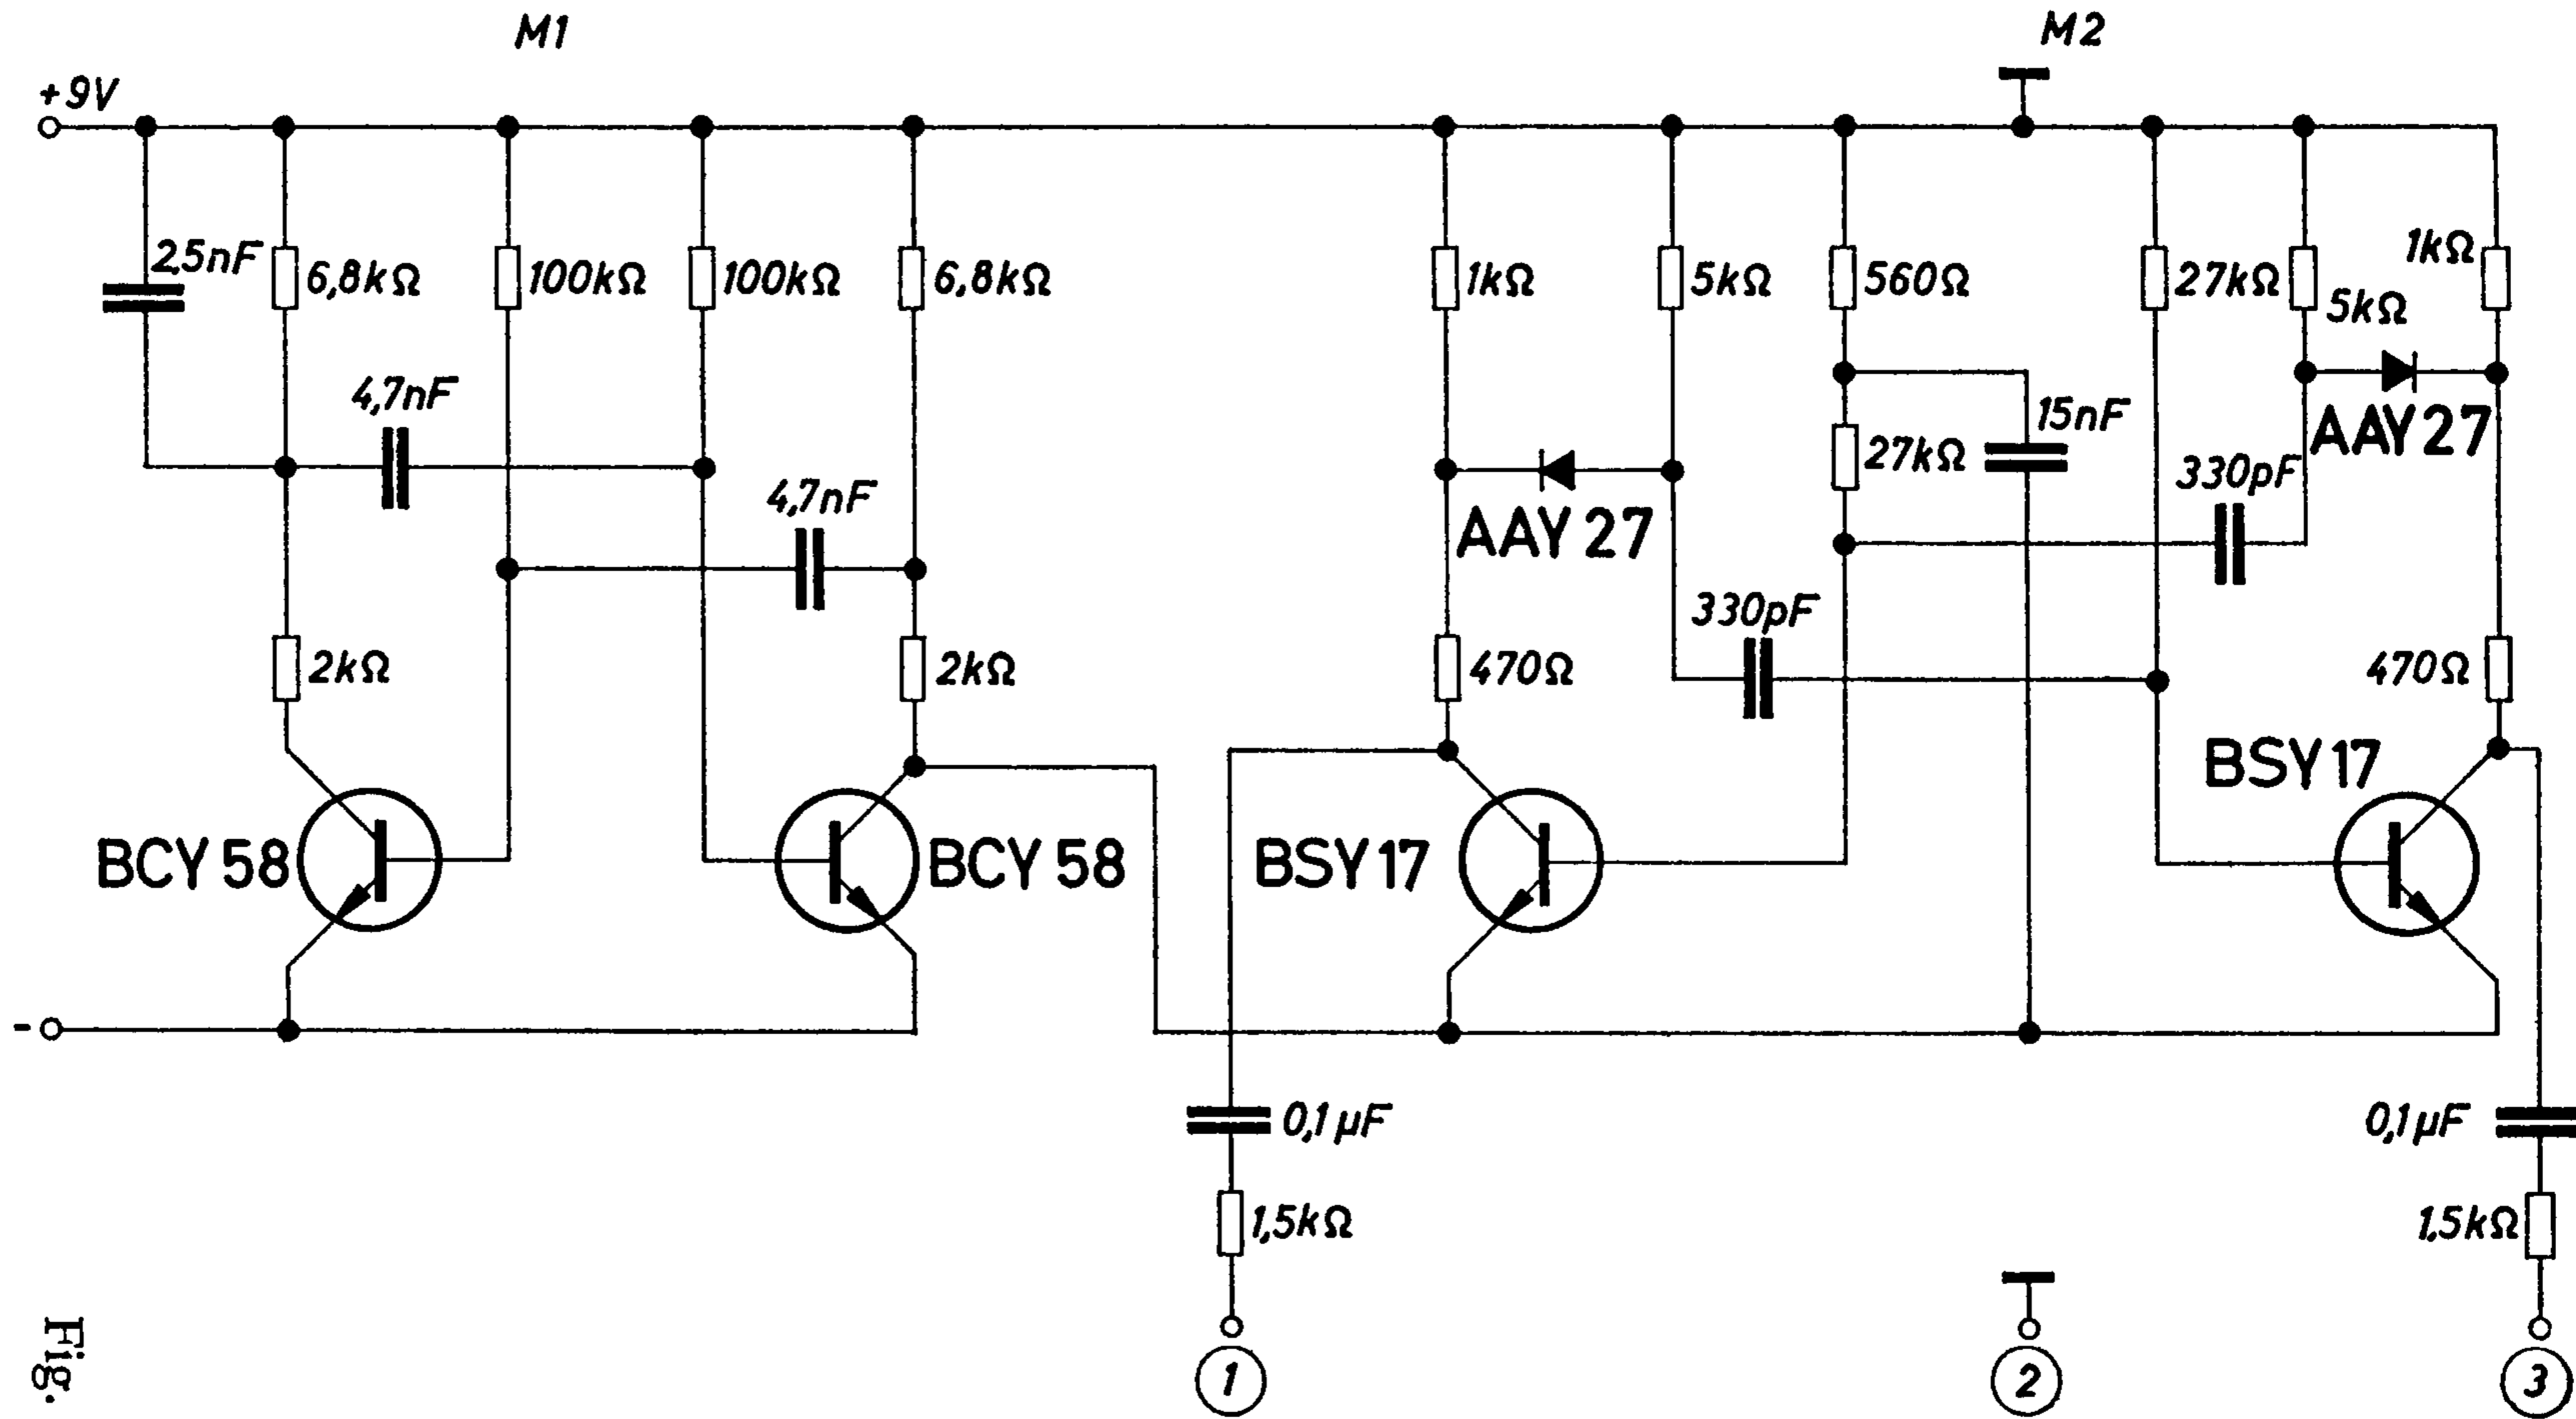 M1
M2
+9V
2,5nF
6,8kΩ
100kΩ
100kΩ
6,8kΩ
1kΩ
5kΩ
560Ω
27kΩ
5kΩ
1kΩ
4,7nF
4,7nF
AAY 27
27kΩ
15nF
AAY 27
330pF
330pF
2kΩ
2kΩ
470Ω
470Ω
BCY 58
BCY 58
BSY 17
BSY 17
-
0,1µF
0,1µF
1,5kΩ
1,5kΩ
1
2
3
Fig.